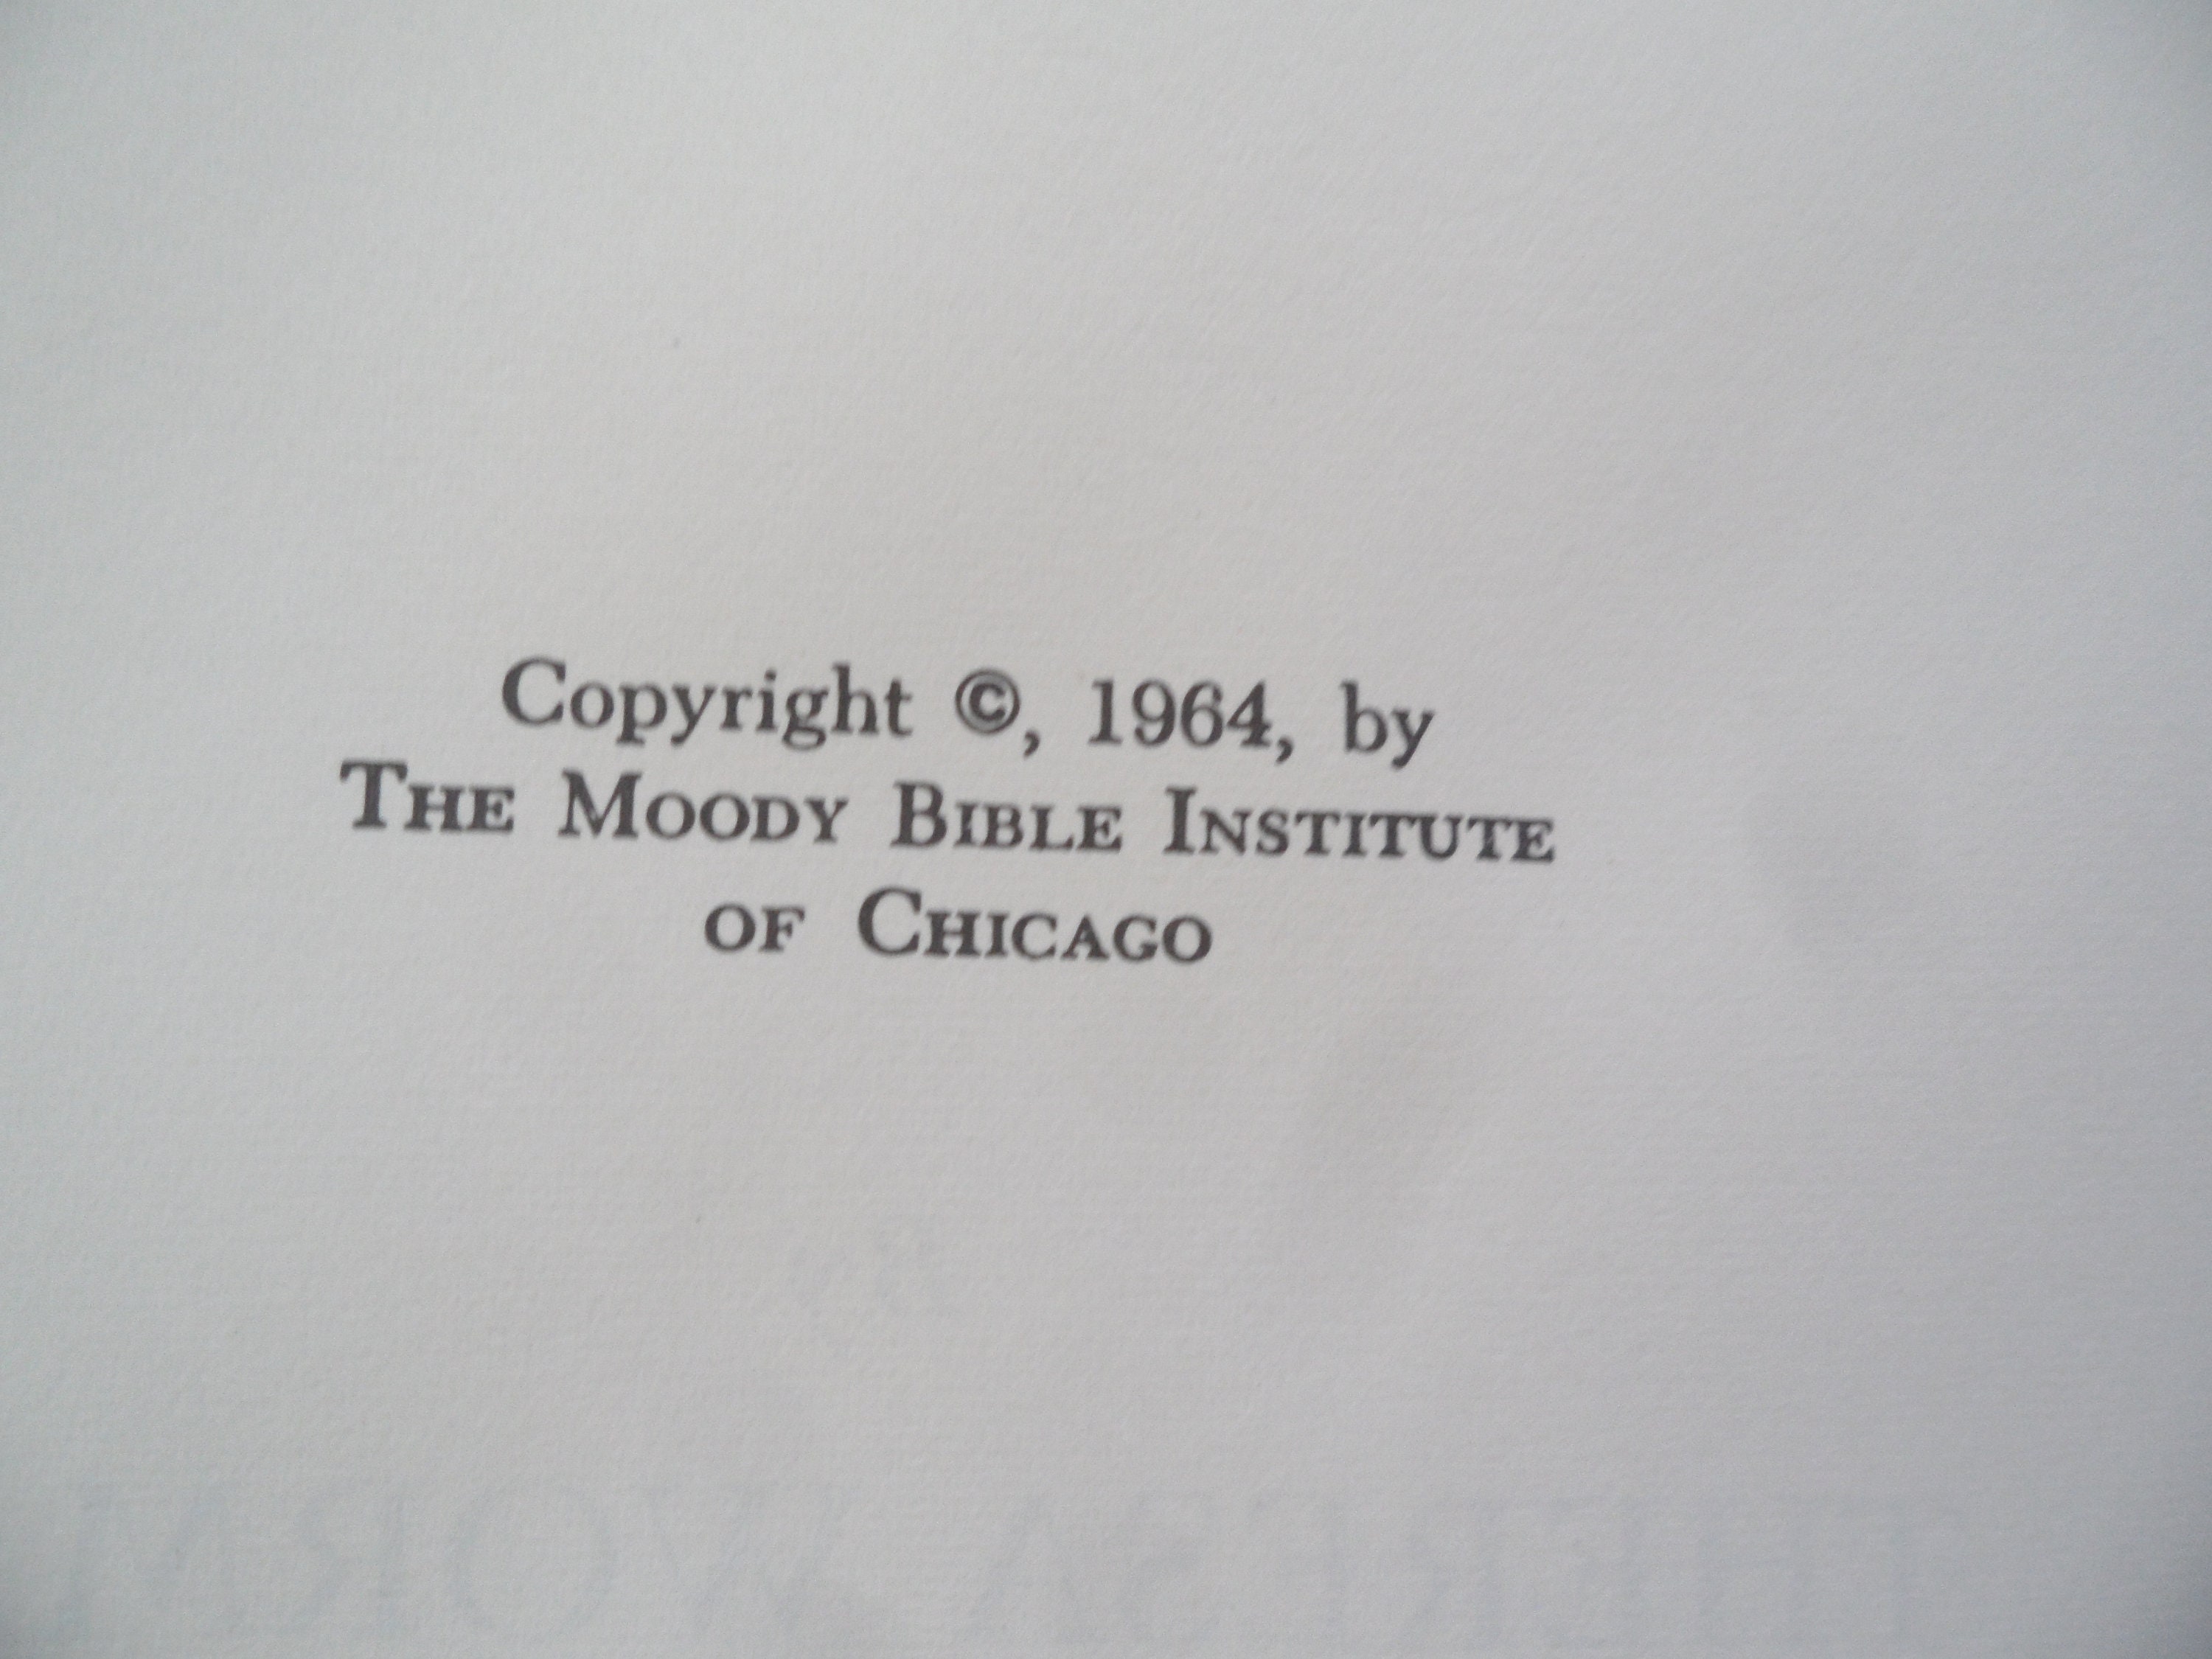 Copyright ©, 1964, by
THE MOODY BIBLE INSTITUTE
OF CHICAGO